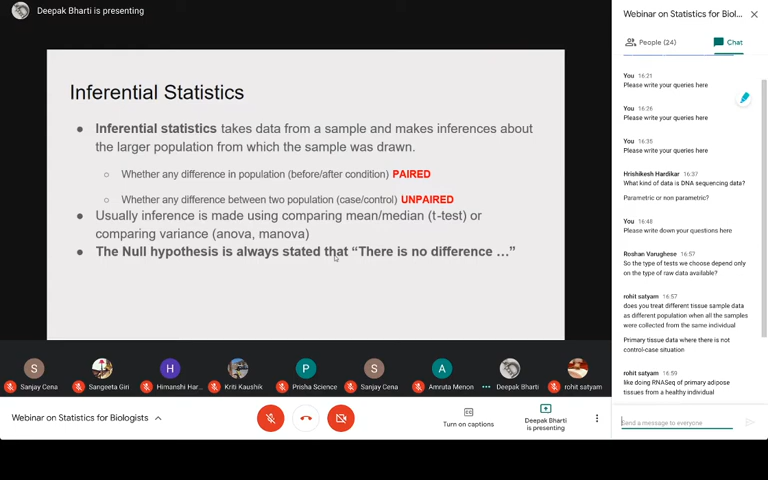 Deepak Bharti is presenting
Inferential Statistics
Inferential statistics takes data from a sample and makes inferences about
the larger population from which the sample was drawn.
Whether any difference in population (before/after condition) PAIRED
Whether any difference between two population (case/control) UNPAIRED
Usually inference is made using comparing mean/median (t-test) or
comparing variance (anova, manova)
The Null hypothesis is always stated that “There is no difference ...”
S
H
P
S
A
Sanjay Cena
Sangeeta Giri
Himanshi Har...
Kriti Kaushik
Prisha Science
Sanjay Cena
Amruta Menon
Deepak Bharti
rohit satyam
Webinar on Statistics for Biologists
CC
Turn on captions
Deepak Bharti
is presenting
Webinar on Statistics for Biol...
People (24)
Chat
You 16:21
Please write your queries here
You 16:26
Please write your queries here
You 16:35
Please write your queries here
Hrishikesh Hardikar 16:37
What kind of data is DNA sequencing data?
Parametric or non parametric?
You 16:48
Please write down your questions here
Roshan Varughese 16:57
So the type of tests we choose depend only
on the type of raw data available?
rohit satyam 16:57
does you treat different tissue sample data
as different population when all the samples
were collected from the same individual
Primary tissue data where there is not
control-case situation
rohit satyam 16:59
like doing RNASeq of primary adipose
tissues from a healthy individual
Send a message to everyone